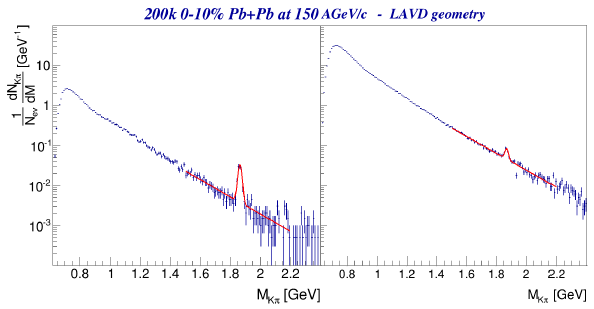 200k 0-10% Pb+Pb at 150 AGeV/c - LAVD geometry
1/N_ev dN_Kπ/dM [GeV⁻¹]
10
1
10⁻¹
10⁻²
10⁻³
0.8 1 1.2 1.4 1.6 1.8 2 2.2
0.8 1 1.2 1.4 1.6 1.8 2 2.2
M_Kπ [GeV]
M_Kπ [GeV]